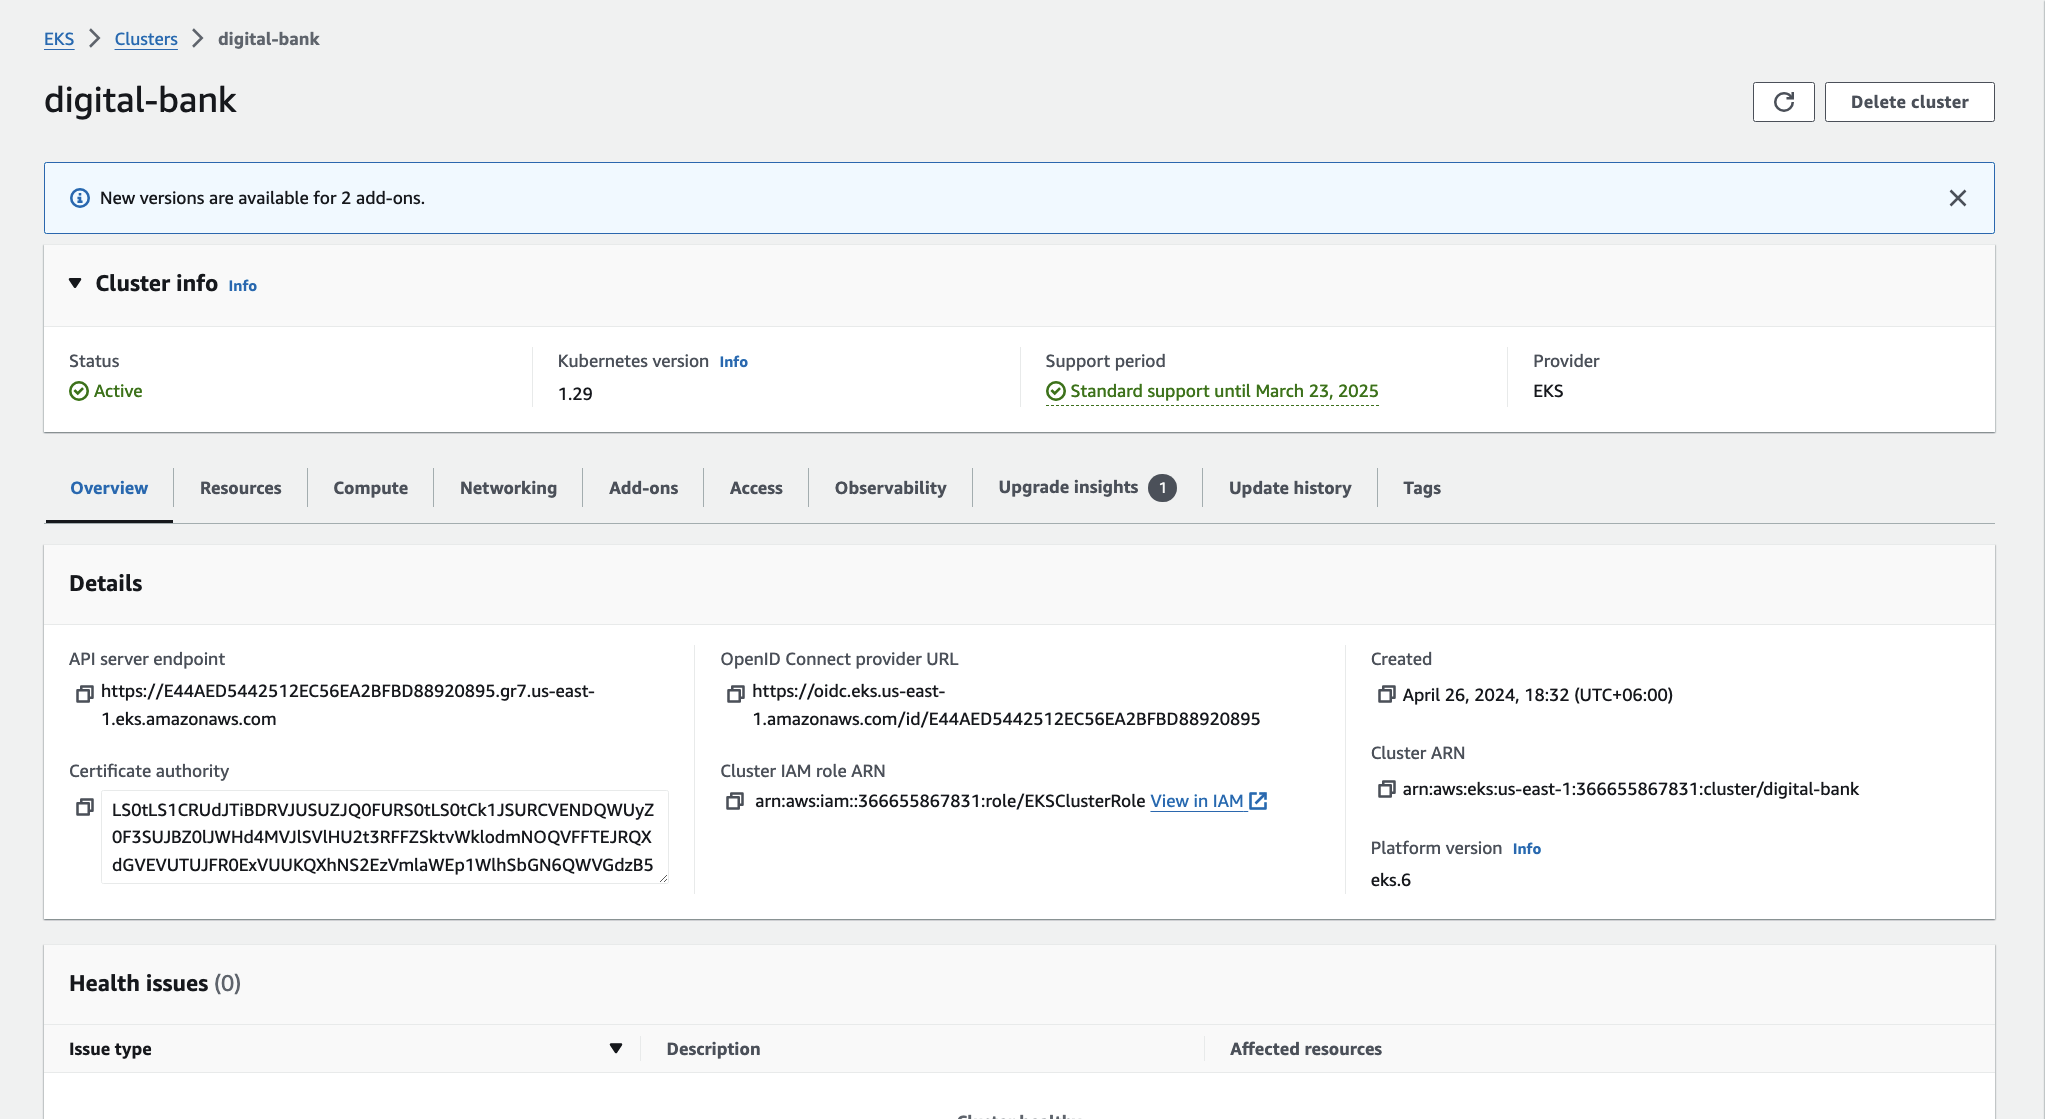 EKS > Clusters > digital-bank
digital-bank
Delete cluster
New versions are available for 2 add-ons.
Cluster info Info
Status
Active
Kubernetes version Info
1.29
Support period
Standard support until March 23, 2025
Provider
EKS
Overview Resources Compute Networking Add-ons Access Observability Upgrade insights 1 Update history Tags
Details
API server endpoint
https://E44AED5442512EC56EA2BFBD88920895.gr7.us-east-
1.eks.amazonaws.com
Certificate authority
LS0tLS1CRUdJTiBDRVJUSUZJQ0FURS0tLS0tCk1JSURCVENDQWUyZ
0F3SUJBZ0lJWHd4MVJlSVlHU2t3RFFZSktvWklodmNOQVFFTEJRQX
dGVEVUTUJFR0ExVUUKQXhNS2EzVmlaWEp1WlhSbGN6QWVGdzB5
OpenID Connect provider URL
https://oidc.eks.us-east-
1.amazonaws.com/id/E44AED5442512EC56EA2BFBD88920895
Cluster IAM role ARN
arn:aws:iam::366655867831:role/EKSClusterRole View in IAM
Created
April 26, 2024, 18:32 (UTC+06:00)
Cluster ARN
arn:aws:eks:us-east-1:366655867831:cluster/digital-bank
Platform version Info
eks.6
Health issues (0)
Issue type Description Affected resources